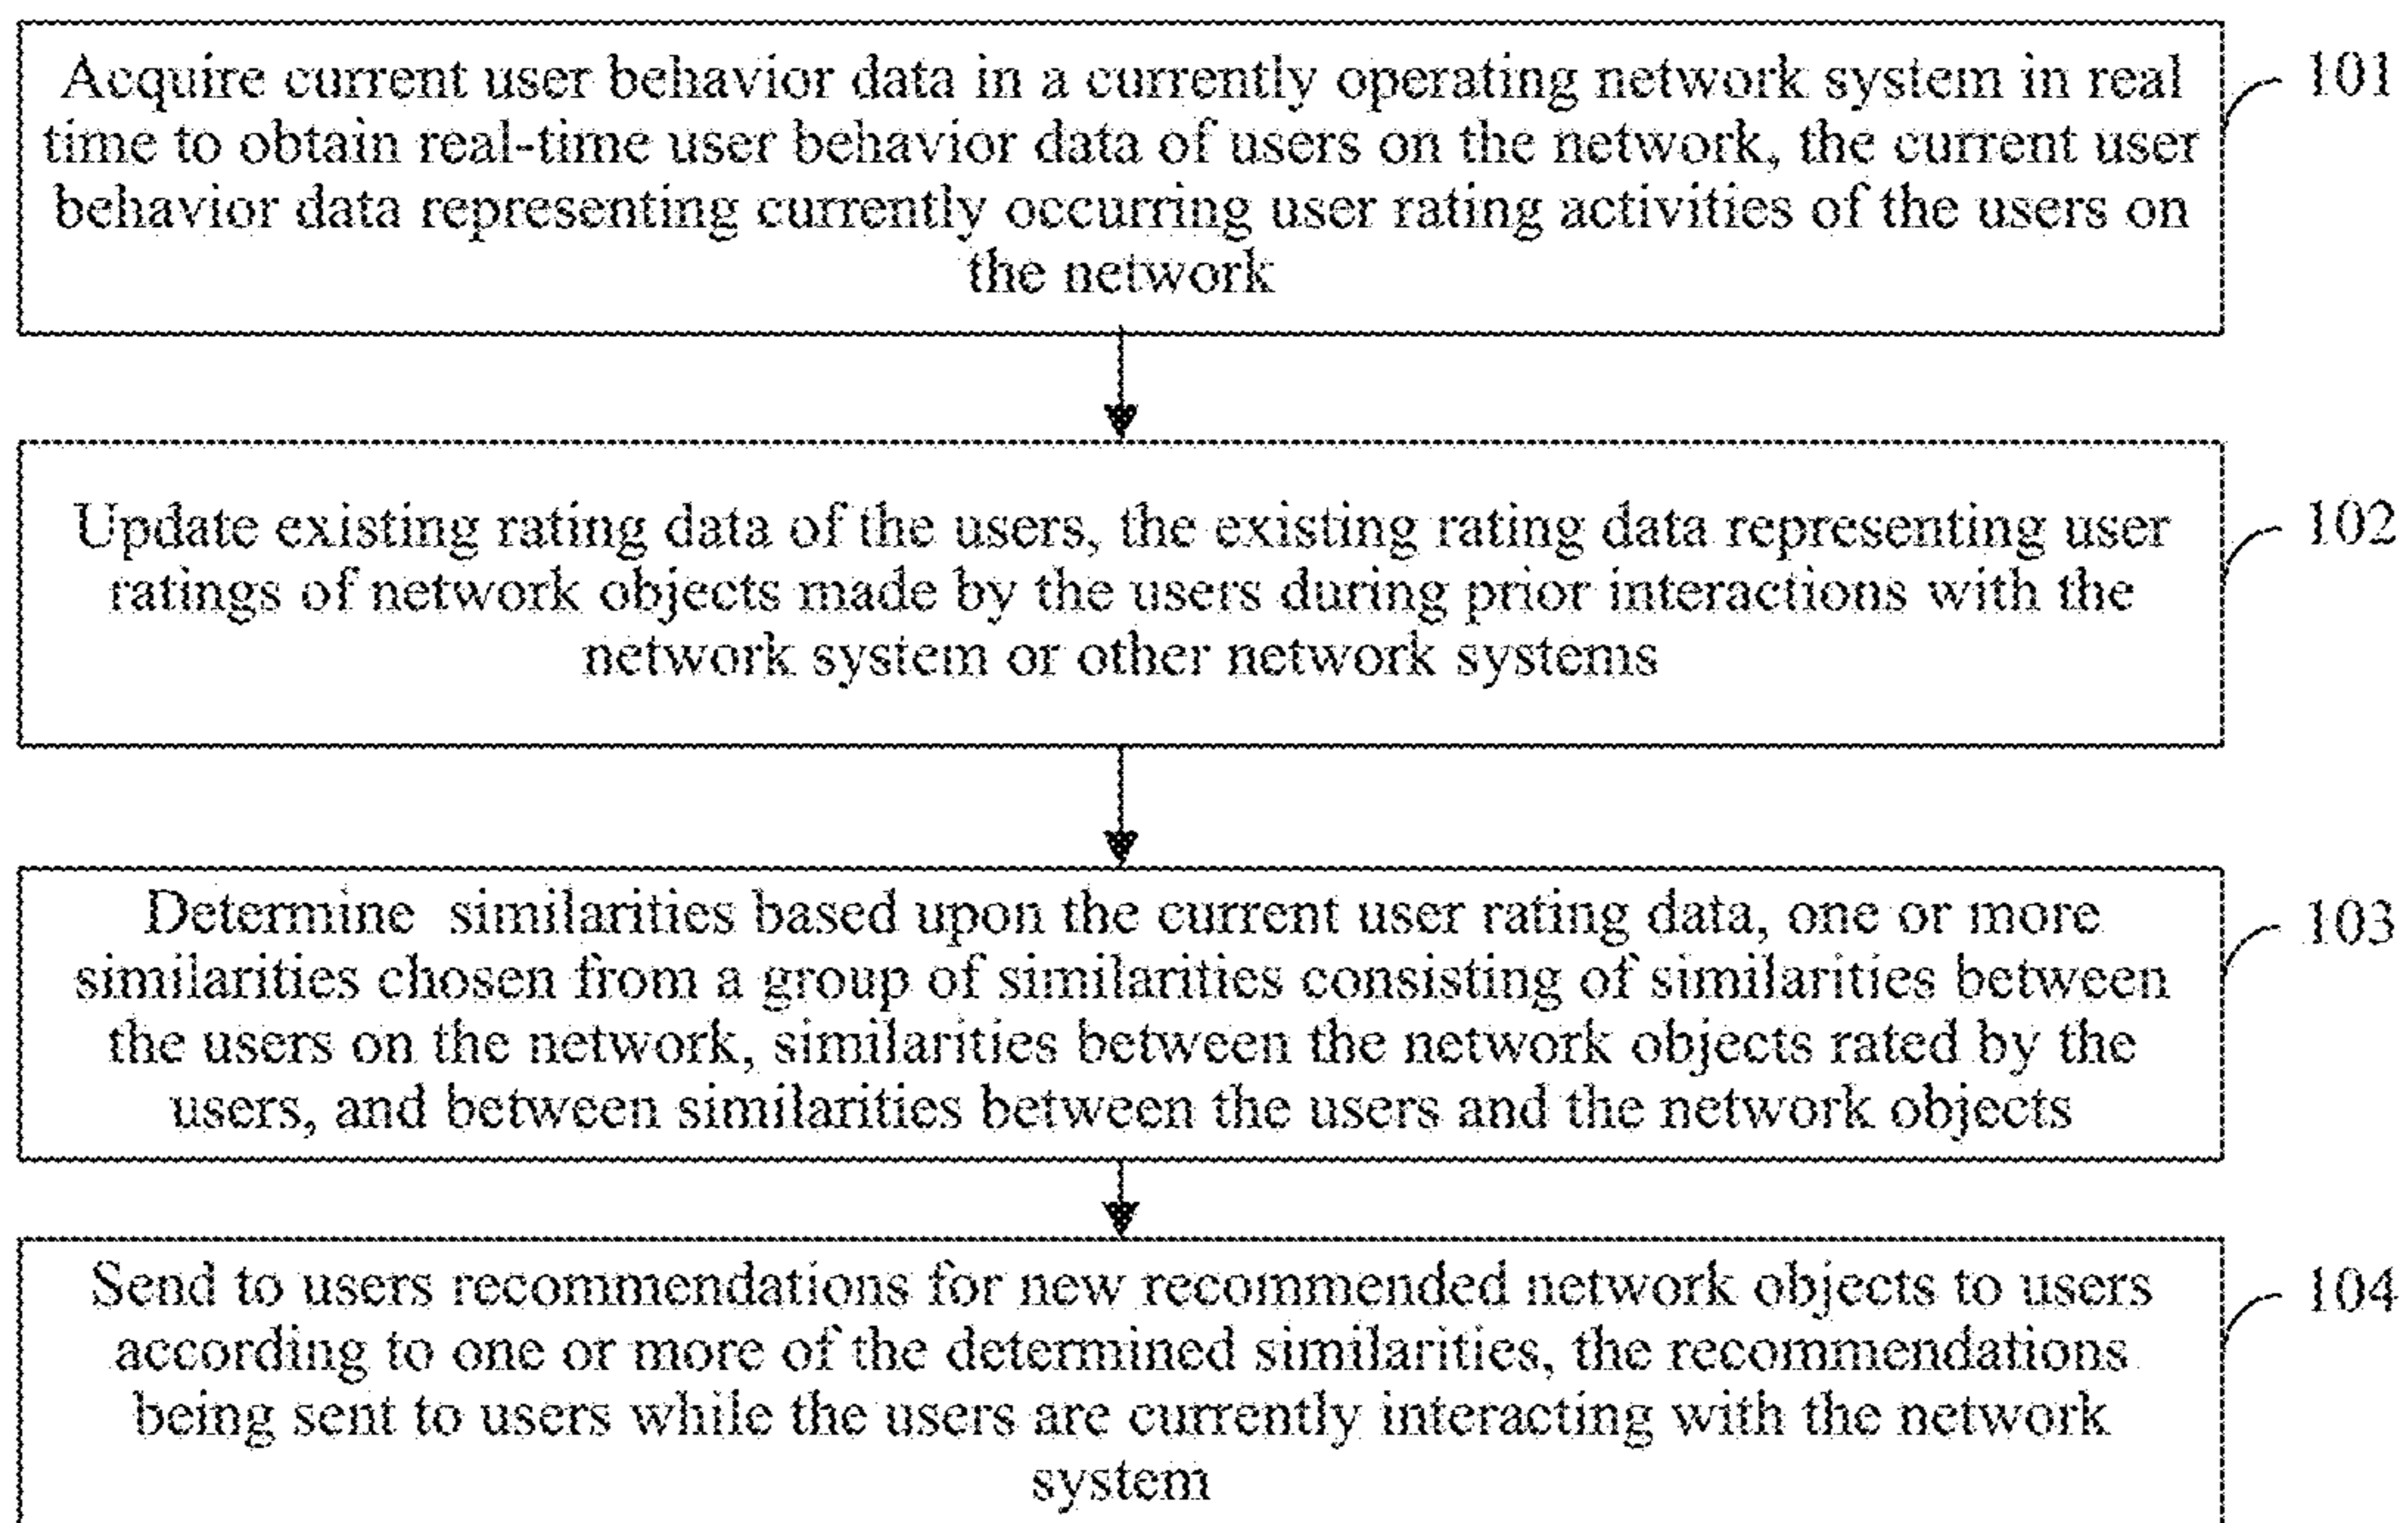 Acquire current user behavior data in a currently operating network system in real
time to obtain real-time user behavior data of users on the network, the current user
behavior data representing currently occurring user rating activities of the users on
the network
101
Update existing rating data of the users, the existing rating data representing user
ratings of network objects made by the users during prior interactions with the
network system or other network systems
102
Determine similarities based upon the current user rating data, one or more
similarities chosen from a group of similarities consisting of similarities between
the users on the network, similarities between the network objects rated by the
users, and between similarities between the users and the network objects
103
Send to users recommendations for new recommended network objects to users
according to one or more of the determined similarities, the recommendations
being sent to users while the users are currently interacting with the network
system
104